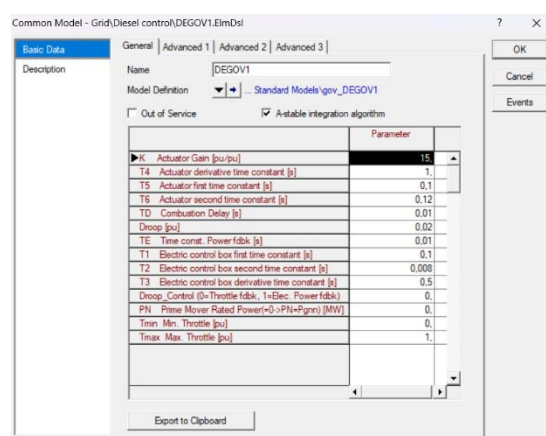 Common Model - Grid\Diesel control\DEGOV1.ElmDsl ? ×
Basic Data
Description
General Advanced 1 Advanced 2 Advanced 3
OK
Cancel
Events
Name DEGOV1
Model Definition ... Standard Models\gov_DEGOV1
Out of Service A-stable integration algorithm
Parameter
K Actuator Gain [pu/pu] 15,
T4 Actuator derivative time constant [s] 1,
T5 Actuator first time constant [s] 0,1
T6 Actuator second time constant [s] 0,12
TD Combustion Delay [s] 0,01
Droop [pu] 0,02
TE Time const. Power fdbk [s] 0,01
T1 Electric control box first time constant [s] 0,1
T2 Electric control box second time constant [s] 0,008
T3 Electric control box derivative time constant [s] 0,5
Droop_Control (0=Throttle fdbk, 1=Elec. Power fdbk) 0,
PN Prime Mover Rated Power(=0->PN=Pgnn) [MW] 0,
Tmin Min. Throttle [pu] 0,
Tmax Max. Throttle [pu] 1,
Export to Clipboard